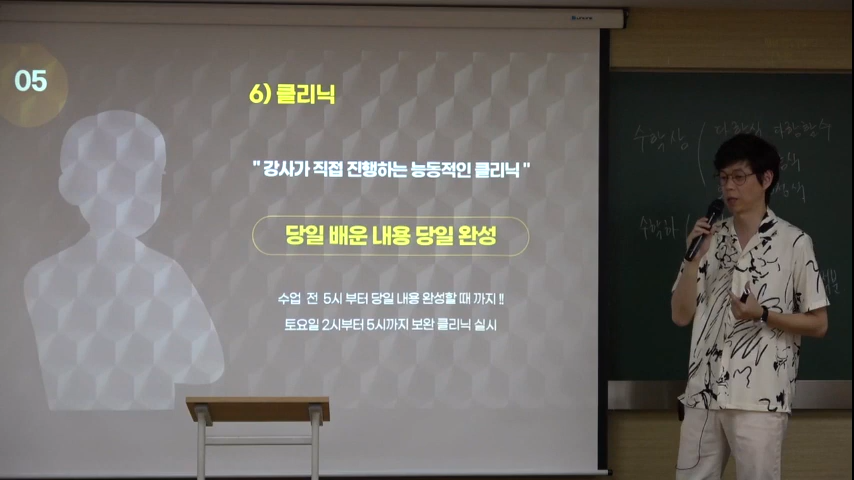 05
6) 클리닉
" 강사가 직접 진행하는 능동적인 클리닉 "
당일 배운 내용 당일 완성
수업 전 5시 부터 당일 내용 완성할 때 까지 !!
토요일 2시부터 5시까지 보완 클리닉 실시
수학상 ( 다항식
수학하 (